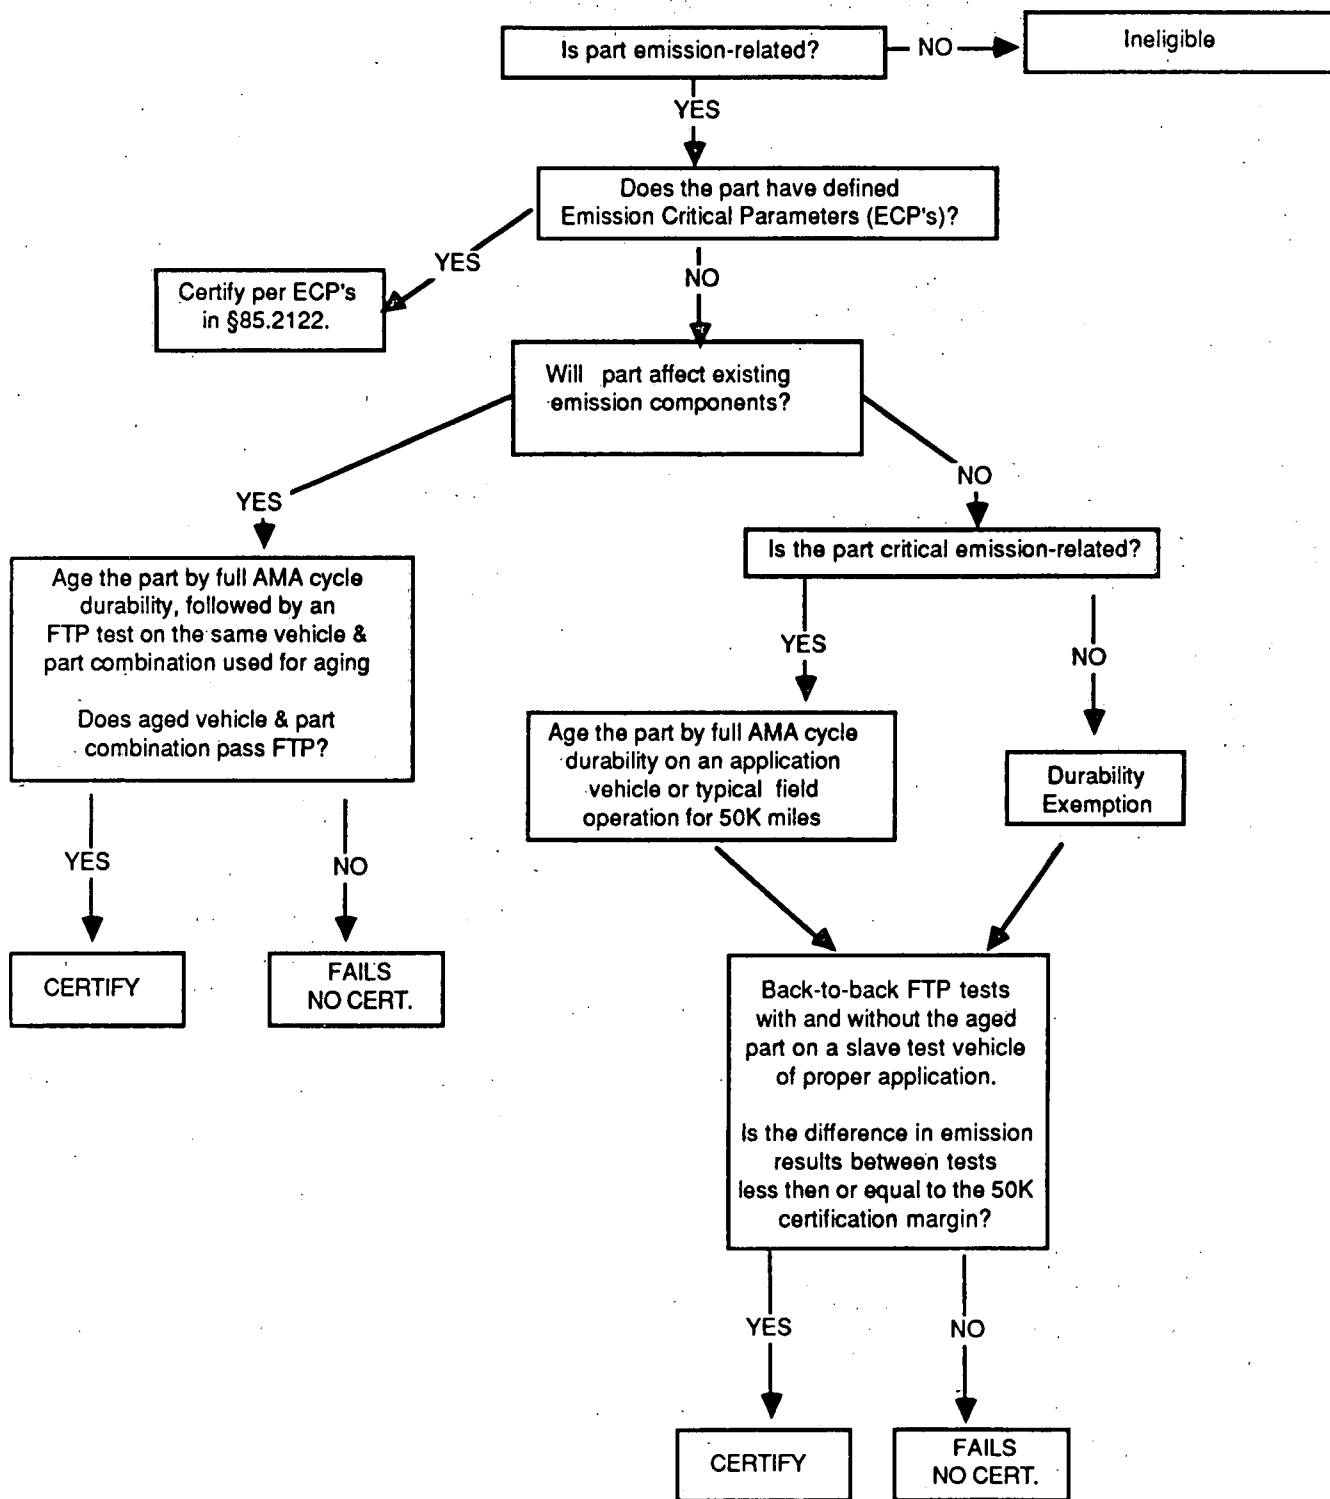 Is part emission-related?
NO
Ineligible
YES
Does the part have defined
Emission Critical Parameters (ECP's)?
YES
NO
Certify per ECP's
in §85.2122.
Will part affect existing
emission components?
YES
NO
Is the part critical emission-related?
Age the part by full AMA cycle
durability, followed by an
FTP test on the same vehicle &
part combination used for aging
Does aged vehicle & part
combination pass FTP?
YES
NO
Age the part by full AMA cycle
durability on an application
vehicle or typical field
operation for 50K miles
Durability
Exemption
YES
NO
CERTIFY
FAILS
NO CERT.
Back-to-back FTP tests
with and without the aged
part on a slave test vehicle
of proper application.
Is the difference in emission
results between tests
less then or equal to the 50K
certification margin?
YES
NO
CERTIFY
FAILS
NO CERT.